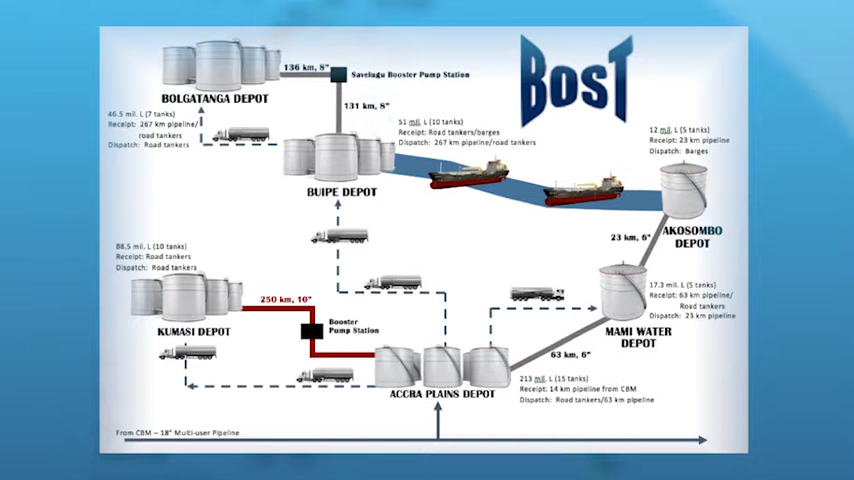 BOST
136 km, 8"
Savelugu Booster Pump Station
BOLGATANGA DEPOT
131 km, 8"
46.5 mil. L (7 tanks)
Receipt: 267 km pipeline/
road tankers
Dispatch: Road tankers
51 mil. L (10 tanks)
Receipt: Road tankers/barges
Dispatch: 267 km pipeline/road tankers
12 mil. L (5 tanks)
Receipt: 23 km pipeline
Dispatch: Barges
BUIPE DEPOT
AKOSOMBO
DEPOT
23 km, 6"
88.5 mil. L (10 tanks)
Receipt: Road tankers
Dispatch: Road tankers
17.3 mil. L (5 tanks)
Receipt: 63 km pipeline/
Road tankers
Dispatch: 23 km pipeline
250 km, 10"
Booster
Pump Station
KUMASI DEPOT
MAMI WATER
DEPOT
63 km, 6"
213 mil. L (15 tanks)
Receipt: 14 km pipeline from CBM
Dispatch: Road tankers/63 km pipeline
ACCRA PLAINS DEPOT
From CBM – 18" Multi-user Pipeline